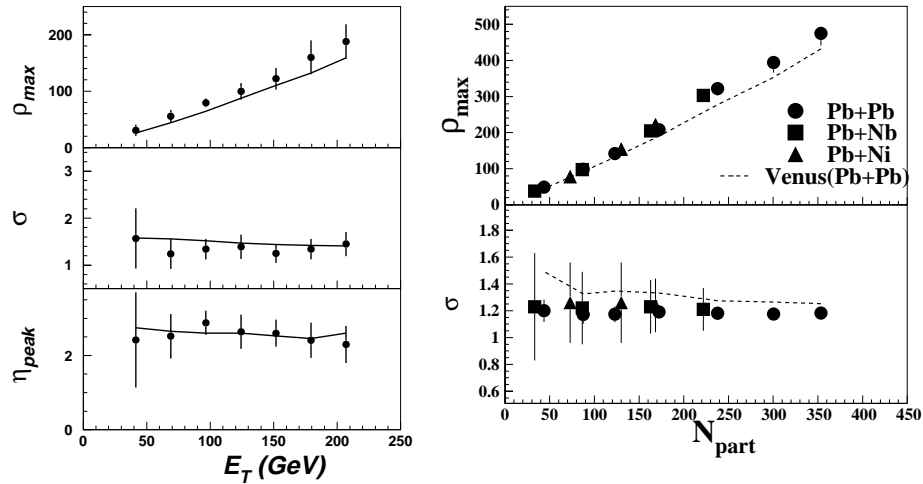 ρmax
200
100
0
σ
3
2
1
ηpeak
2
0
0 50 100 150 200 250
E_T (GeV)
ρmax
500
400
300
200
100
0
Pb+Pb
Pb+Nb
Pb+Ni
Venus(Pb+Pb)
σ
1.8
1.6
1.4
1.2
1
0.8
0.6
0 50 100 150 200 250 300 350 400 450
N_part